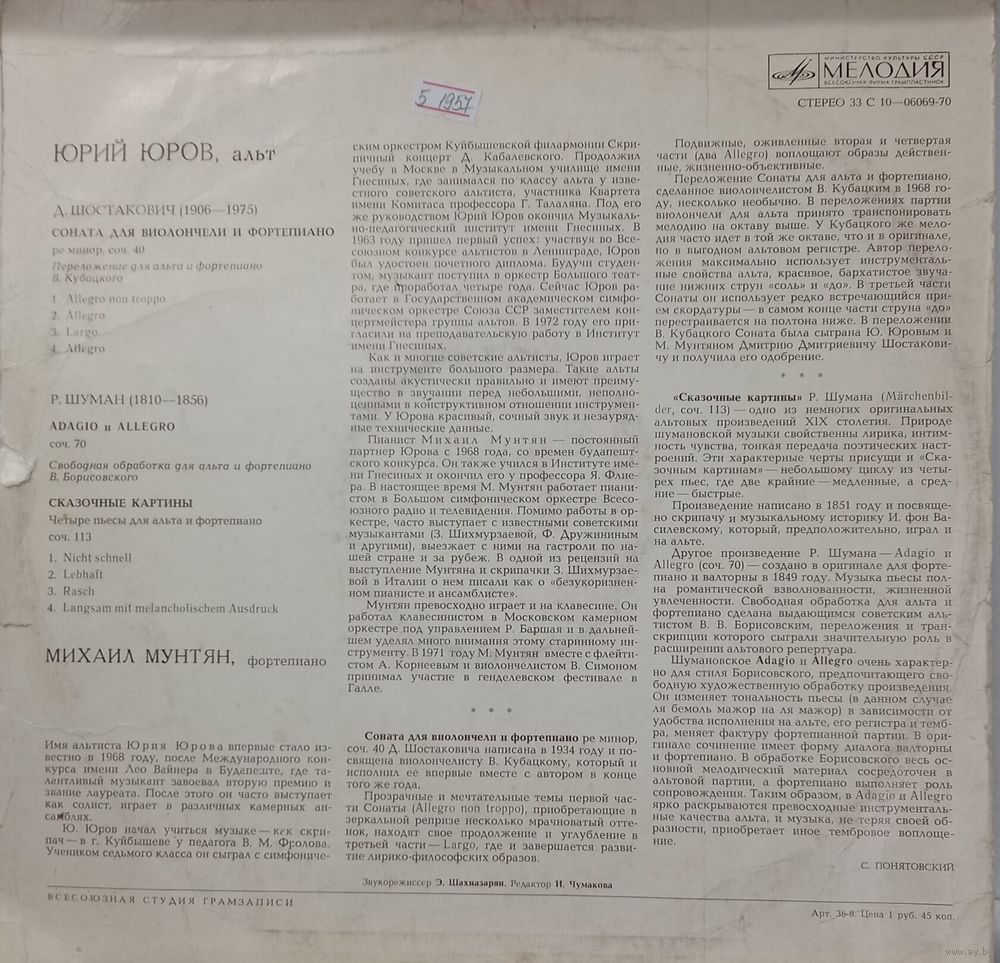 МИНИСТЕРСТВО КУЛЬТУРЫ СССР
МЕЛОДИЯ
ВСЕСОЮЗНАЯ ФИРМА ГРАМПЛАСТИНОК
СТЕРЕО 33 С 10—06069-70
5 1957
ЮРИЙ ЮРОВ, альт
Д. ШОСТАКОВИЧ (1906—1975)
СОНАТА ДЛЯ ВИОЛОНЧЕЛИ И ФОРТЕПИАНО
ре минор, соч. 40
Переложение для альта и фортепиано
В. Кубацкого
1. Allegro non troppo
2. Allegro
3. Largo
4. Allegro
Р. ШУМАН (1810—1856)
ADAGIO и ALLEGRO
соч. 70
Свободная обработка для альта и фортепиано
В. Борисовского
СКАЗОЧНЫЕ КАРТИНЫ
Четыре пьесы для альта и фортепиано
соч. 113
1. Nicht schnell
2. Lebhaft
3. Rasch
4. Langsam mit melancholischem Ausdruck
МИХАИЛ МУНТЯН, фортепиано
Имя альтиста Юрия Юрова впервые стало из-
вестно в 1968 году, после Международного кон-
курса имени Лео Вайнера в Будапеште, где та-
лантливый музыкант завоевал вторую премию и
звание лауреата. После этого он часто выступает
как солист, играет в различных камерных ан-
самблях.
Ю. Юров начал учиться музыке — как скри-
пач — в г. Куйбышеве у педагога В. М. Фролова.
Учеником седьмого класса он сыграл с симфониче-
ским оркестром Куйбышевской филармонии Скри-
пичный концерт Д. Кабалевского. Продолжил
учебу в Москве в Музыкальном училище имени
Гнесиных, где занимался по классу альта у изве-
стного советского альтиста, участника Квартета
имени Комитаса профессора Г. Талаляна. Под его
же руководством Юрий Юров окончил Музыкаль-
но-педагогический институт имени Гнесиных. В
1963 году пришел первый успех: участвуя во Все-
союзном конкурсе альтистов в Ленинграде, Юров
был удостоен почетного диплома. Будучи студен-
том, музыкант поступил в оркестр Большого теат-
ра, где проработал четыре года. Сейчас Юров ра-
ботает в Государственном академическом симфо-
ническом оркестре Союза ССР заместителем кон-
цертмейстера группы альтов. В 1972 году его при-
гласили на преподавательскую работу в Институт
имени Гнесиных.
Как и многие советские альтисты, Юров играет
на инструменте большого размера. Такие альты
созданы акустически правильно и имеют преиму-
щество в звучании перед небольшими, неполно-
ценными в конструктивном отношении инструмен-
тами. У Юрова красивый, сочный звук и незауряд-
ные технические данные.
Пианист Михаил Мунтян — постоянный
партнер Юрова с 1968 года, со времен будапешт-
ского конкурса. Он также учился в Институте име-
ни Гнесиных и окончил его у профессора Я. Флие-
ра. В настоящее время М. Мунтян работает пиани-
стом в Большом симфоническом оркестре Всесо-
юзного радио и телевидения. Помимо работы в ор-
кестре, часто выступает с известными советскими
музыкантами (З. Шихмурзаевой, Ф. Дружининым
и другими), выезжает с ними на гастроли по на-
шей стране и за рубеж. В одной из рецензий на
выступление Мунтяна и скрипачки З. Шихмурзае-
вой в Италии о нем писали как о «безукоризнен-
ном пианисте и ансамблисте».
Мунтян превосходно играет и на клавесине. Он
работал клавесинистом в Московском камерном
оркестре под управлением Р. Баршая и в дальней-
шем уделял много внимания этому старинному ин-
струменту. В 1971 году М. Мунтян вместе с флейти-
стом А. Корнеевым и виолончелистом В. Симоном
принимал участие в генделевском фестивале в
Галле.
* * *
Соната для виолончели и фортепиано ре минор,
соч. 40 Д. Шостаковича написана в 1934 году и по-
священа виолончелисту В. Кубацкому, который и
исполнил ее впервые вместе с автором в конце
того же года.
Прозрачные и мечтательные темы первой час-
ти Сонаты (Allegro non troppo), приобретающие в
зеркальной репризе несколько мрачноватый отте-
нок, находят свое продолжение и углубление в
третьей части — Largo, где и завершается разви-
тие лирико-философских образов.
Подвижные, оживленные вторая и четвертая
части (два Allegro) воплощают образы действен-
ные, жизненно-объективные.
Переложение Сонаты для альта и фортепиано,
сделанное виолончелистом В. Кубацким в 1968 го-
ду, несколько необычно. В переложениях партии
виолончели для альта принято транспонировать
мелодию на октаву выше. У Кубацкого же мело-
дия часто идет в той же октаве, что и в оригинале,
но в выгодном альтовом регистре. Автор перело-
жения максимально использует инструменталь-
ные свойства альта, красивое, бархатистое звуча-
ние нижних струн «соль» и «до». В третьей части
Сонаты он использует редко встречающийся при-
ем скордатуры — в самом конце части струна «до»
перестраивается на полтона ниже. В переложении
В. Кубацкого Соната была сыграна Ю. Юровым и
М. Мунтяном Дмитрию Дмитриевичу Шостакови-
чу и получила его одобрение.
* * *
«Сказочные картины» Р. Шумана (Märchenbil-
der, соч. 113) — одно из немногих оригинальных
альтовых произведений XIX столетия. Природе
шумановской музыки свойственны лирика, интим-
ность чувства, тонкая передача поэтических наст-
роений. Эти характерные черты присущи и «Ска-
зочным картинам» — небольшому циклу из четы-
рех пьес, где две крайние — медленные, а сред-
ние — быстрые.
Произведение написано в 1851 году и посвяще-
но скрипачу и музыкальному историку И. фон Ва-
силевскому, который, предположительно, играл и
на альте.
Другое произведение Р. Шумана — Adagio и
Allegro (соч. 70) — создано в оригинале для форте-
пиано и валторны в 1849 году. Музыка пьесы пол-
на романтической взволнованности, жизненной
увлеченности. Свободная обработка для альта и
фортепиано сделана выдающимся советским аль-
тистом В. В. Борисовским, переложения и тран-
скрипции которого сыграли значительную роль в
расширении альтового репертуара.
Шумановское Adagio и Allegro очень характер-
но для стиля Борисовского, предпочитающего сво-
бодную художественную обработку произведения.
Он изменяет тональность пьесы (в данном случае
ля бемоль мажор на ля мажор) в зависимости от
удобства исполнения на альте, его регистра и темб-
ра, меняет фактуру фортепианной партии. В ори-
гинале сочинение имеет форму диалога валторны
и фортепиано. В обработке Борисовского весь ос-
новной мелодический материал сосредоточен в
альтовой партии, а фортепиано выполняет роль
сопровождения. Таким образом, в Adagio и Allegro
ярко раскрываются превосходные инструменталь-
ные качества альта, и музыка, не теряя своей об-
разности, приобретает иное тембровое воплоще-
ние.
С. ПОНЯТОВСКИЙ
Звукорежиссер Э. Шахназарян. Редактор И. Чумакова
ВСЕСОЮЗНАЯ СТУДИЯ ГРАМЗАПИСИ
Арт. 36-8. Цена 1 руб. 45 коп.
www.ay.by